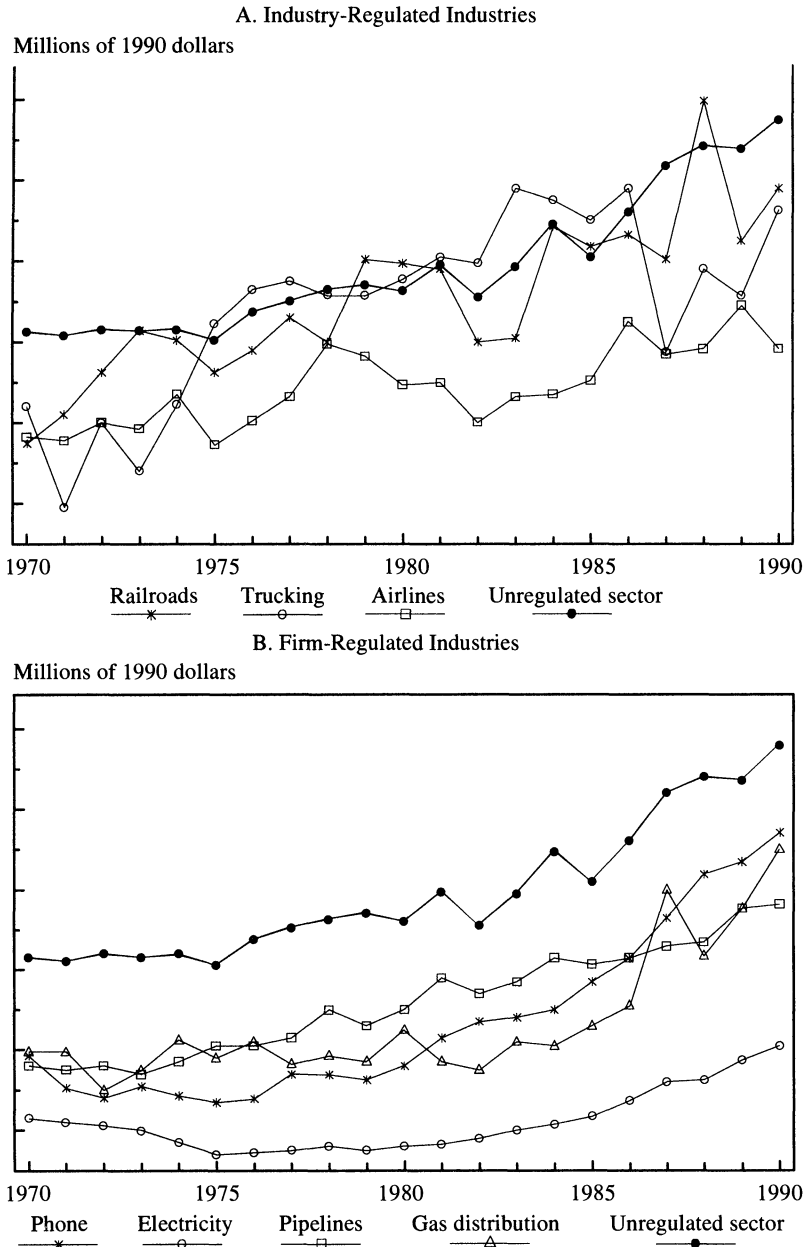 A. Industry-Regulated Industries
Millions of 1990 dollars
1970 1975 1980 1985 1990
Railroads Trucking Airlines Unregulated sector
B. Firm-Regulated Industries
Millions of 1990 dollars
1970 1975 1980 1985 1990
Phone Electricity Pipelines Gas distribution Unregulated sector